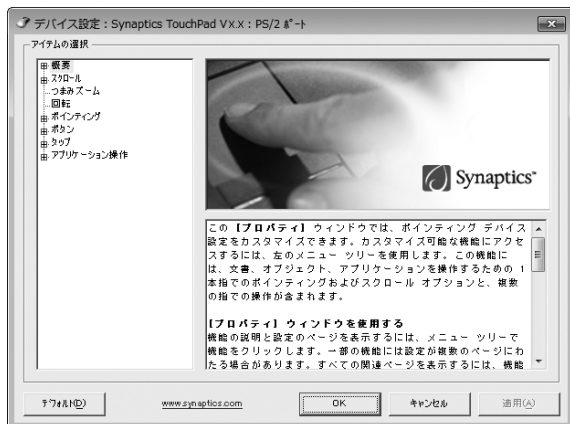 デバイス設定：Synaptics TouchPad Vx.x：PS/2 ﾎﾟｰﾄ
アイテムの選択
概要
スクロール
つまみズーム
回転
ポインティング
ボタン
タップ
アプリケーション操作
Synaptics™
この【プロパティ】ウィンドウでは、ポインティング デバイス
設定をカスタマイズできます。カスタマイズ可能な機能にアクセ
スするには、左のメニュー ツリーを使用します。この機能に
は、文書、オブジェクト、アプリケーションを操作するための 1
本指でのポインティングおよびスクロール オプションと、複数
の指での操作が含まれます。
【プロパティ】ウィンドウを使用する
機能の説明と設定のページを表示するには、メニュー ツリーで
機能をクリックします。一部の機能には設定が複数のページにわ
たる場合があります。すべての関連ページを表示するには、機能
ﾃﾞﾌｫﾙﾄ(D)
www.synaptics.com
OK
キャンセル
適用(A)